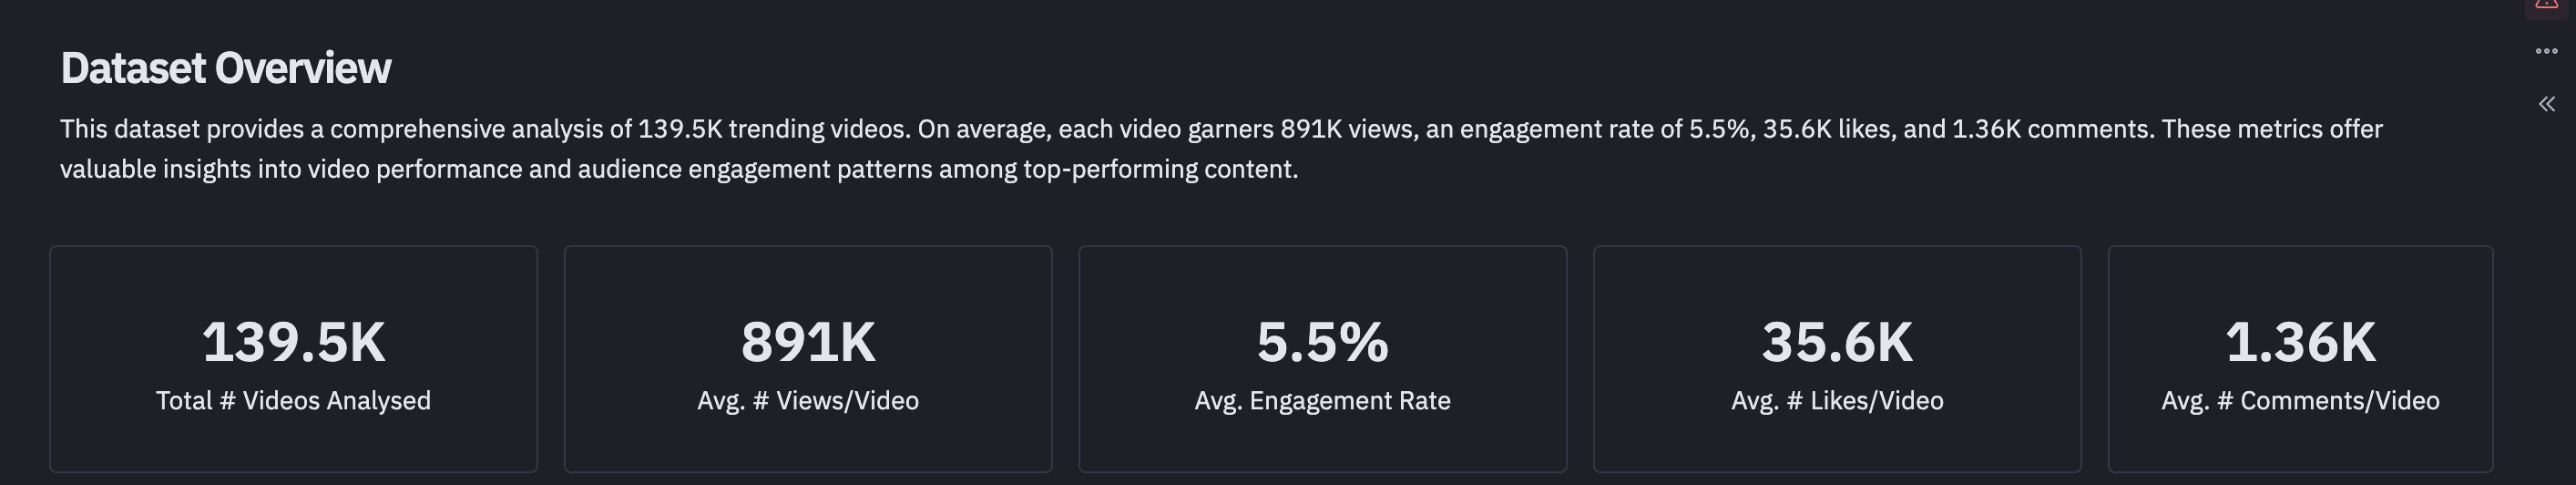 Dataset Overview
This dataset provides a comprehensive analysis of 139.5K trending videos. On average, each video garners 891K views, an engagement rate of 5.5%, 35.6K likes, and 1.36K comments. These metrics offer
valuable insights into video performance and audience engagement patterns among top-performing content.
139.5K
Total # Videos Analysed
891K
Avg. # Views/Video
5.5%
Avg. Engagement Rate
35.6K
Avg. # Likes/Video
1.36K
Avg. # Comments/Video